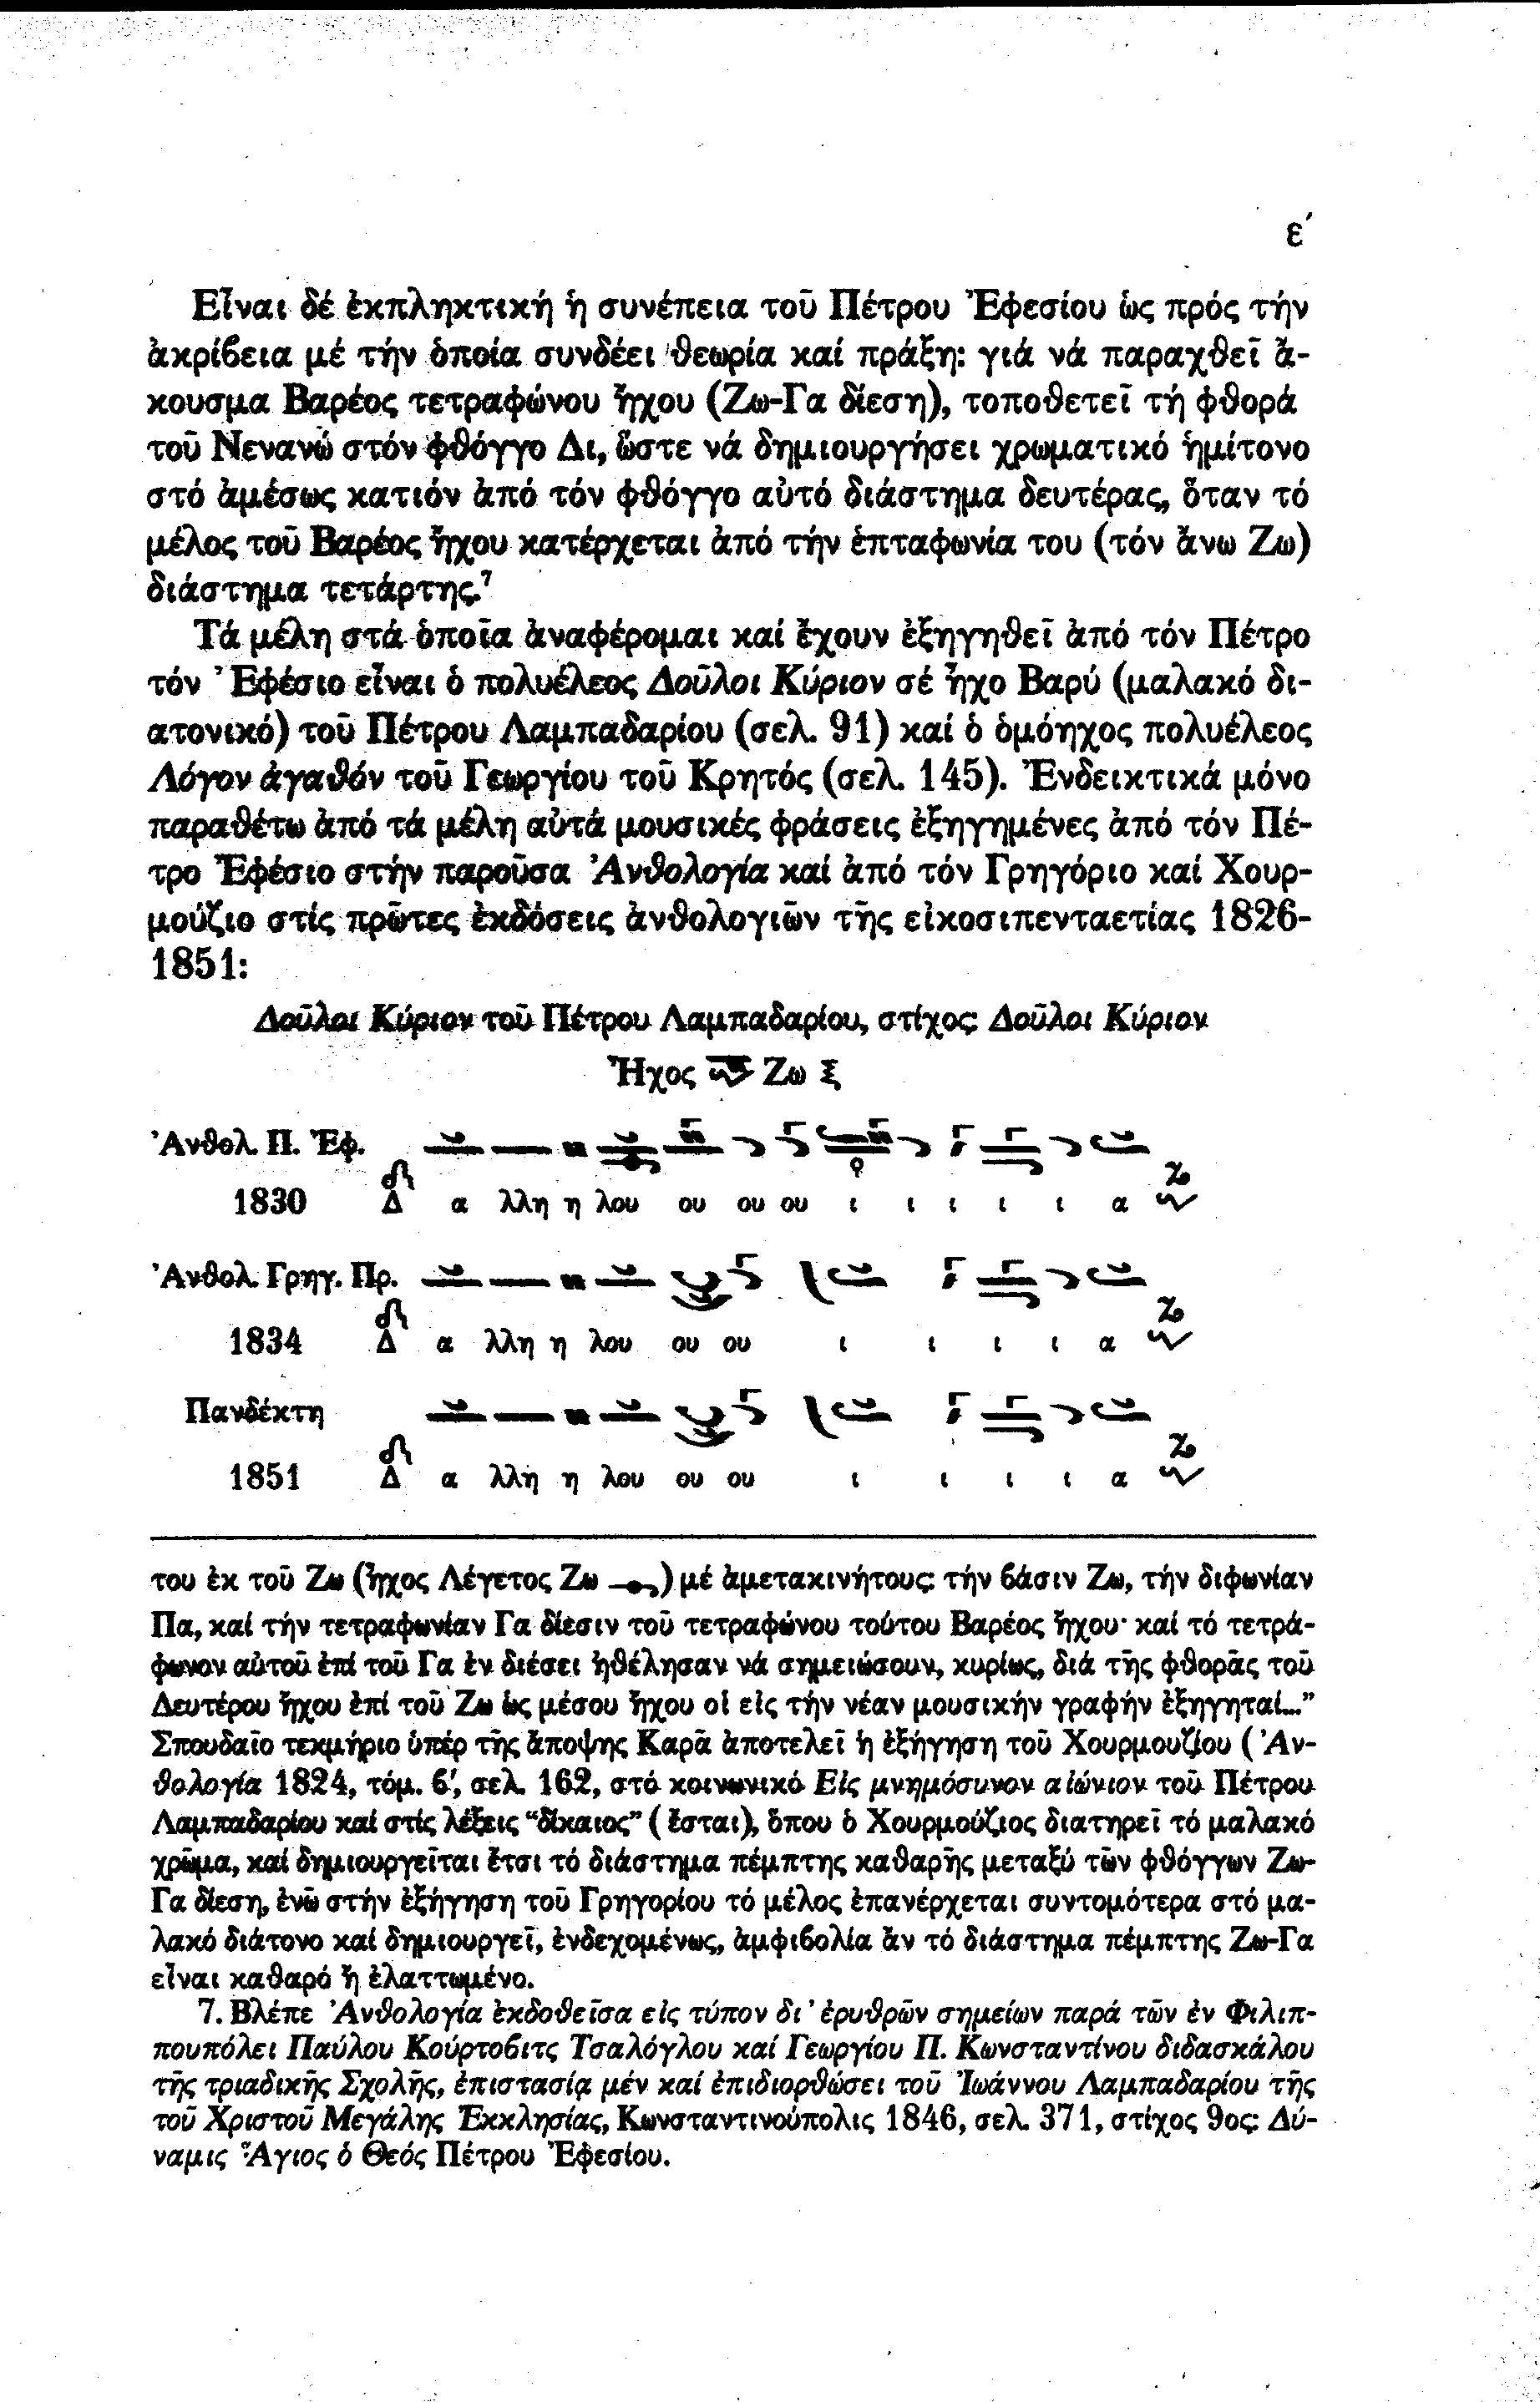 ε΄
Εἶναι δέ ἐκπληκτική ἡ συνέπεια τοῦ Πέτρου Ἐφεσίου ὡς πρός τήν
ἀκρίβεια μέ τήν ὁποία συνδέει θεωρία καί πράξη: γιά νά παραχθεῖ ἄ-
κουσμα Βαρέος τετραφώνου ἤχου (Ζω-Γα δίεση), τοποθετεῖ τή φθορά
τοῦ Νενανώ στόν φθόγγο Δι, ὥστε νά δημιουργήσει χρωματικό ἡμίτονο
στό ἀμέσως κατιόν ἀπό τόν φθόγγο αὐτό διάστημα δευτέρας, ὅταν τό
μέλος τοῦ Βαρέος ἤχου κατέρχεται ἀπό τήν ἑπταφωνία του (τόν ἄνω Ζω)
διάστημα τετάρτης.⁷
Τά μέλη στά ὁποῖα ἀναφέρομαι καί ἔχουν ἐξηγηθεῖ ἀπό τόν Πέτρο
τόν Ἐφέσιο εἶναι ὁ πολυέλεος Δοῦλοι Κύριον σέ ἦχο Βαρύ (μαλακό δι-
ατονικό) τοῦ Πέτρου Λαμπαδαρίου (σελ. 91) καί ὁ ὁμόηχος πολυέλεος
Λόγον ἀγαθόν τοῦ Γεωργίου τοῦ Κρητός (σελ. 145). Ἐνδεικτικά μόνο
παραθέτω ἀπό τά μέλη αὐτά μουσικές φράσεις ἐξηγημένες ἀπό τόν Πέ-
τρο Ἐφέσιο στήν παροῦσα Ἀνθολογία καί ἀπό τόν Γρηγόριο καί Χουρ-
μούζιο στίς πρῶτες ἐκδόσεις ἀνθολογιῶν τῆς εἰκοσιπενταετίας 1826-
1851:
Δοῦλοι Κύριον τοῦ Πέτρου Λαμπαδαρίου, στίχος: Δοῦλοι Κύριον
Ἦχος Ζω
Ἀνθολ. Π. Ἐφ.
1830 Δ α λλη η λου ου ου ου ι ι ι ι ι α
Ἀνθολ. Γρηγ. Πρ.
1834 Δ α λλη η λου ου ου ι ι ι ι α
Πανδέκτη
1851 Δ α λλη η λου ου ου ι ι ι ι α
του ἐκ τοῦ Ζω (ἦχος Λέγετος Ζω ) μέ ἀμετακινήτους: τήν βάσιν Ζω, τήν διφωνίαν
Πα, καί τήν τετραφωνίαν Γα δίεσιν τοῦ τετραφώνου τούτου Βαρέος ἤχου· καί τό τετρά-
φωνον αὐτοῦ ἐπί τοῦ Γα ἐν διέσει ἠθέλησαν νά σημειώσουν, κυρίως, διά τῆς φθορᾶς τοῦ
Δευτέρου ἤχου ἐπί τοῦ Ζω ὡς μέσου ἤχου οἱ εἰς τήν νέαν μουσικήν γραφήν ἐξηγηταί..."
Σπουδαῖο τεκμήριο ὑπέρ τῆς ἄποψης Καρᾶ ἀποτελεῖ ἡ ἐξήγηση τοῦ Χουρμουζίου (Ἀν-
θολογία 1824, τόμ. β΄, σελ. 162, στό κοινωνικό Εἰς μνημόσυνον αἰώνιον τοῦ Πέτρου
Λαμπαδαρίου καί στίς λέξεις "δίκαιος" (ἔσται), ὅπου ὁ Χουρμούζιος διατηρεῖ τό μαλακό
χρῶμα, καί δημιουργεῖται ἔτσι τό διάστημα πέμπτης καθαρῆς μεταξύ τῶν φθόγγων Ζω-
Γα δίεση, ἐνῶ στήν ἐξήγηση τοῦ Γρηγορίου τό μέλος ἐπανέρχεται συντομότερα στό μα-
λακό διάτονο καί δημιουργεῖ, ἐνδεχομένως, ἀμφιβολία ἄν τό διάστημα πέμπτης Ζω-Γα
εἶναι καθαρό ἤ ἐλαττωμένο.
7. Βλέπε Ἀνθολογία ἐκδοθεῖσα εἰς τύπον δι' ἐρυθρῶν σημείων παρά τῶν ἐν Φιλιπ-
πουπόλει Παύλου Κούρτοβιτς Τσαλόγλου καί Γεωργίου Π. Κωνσταντίνου διδασκάλου
τῆς τριαδικῆς Σχολῆς, ἐπιστασίᾳ μέν καί ἐπιδιορθώσει τοῦ Ἰωάννου Λαμπαδαρίου τῆς
τοῦ Χριστοῦ Μεγάλης Ἐκκλησίας, Κωνσταντινούπολις 1846, σελ. 371, στίχος 9ος: Δύ-
ναμις Ἅγιος ὁ Θεός Πέτρου Ἐφεσίου.